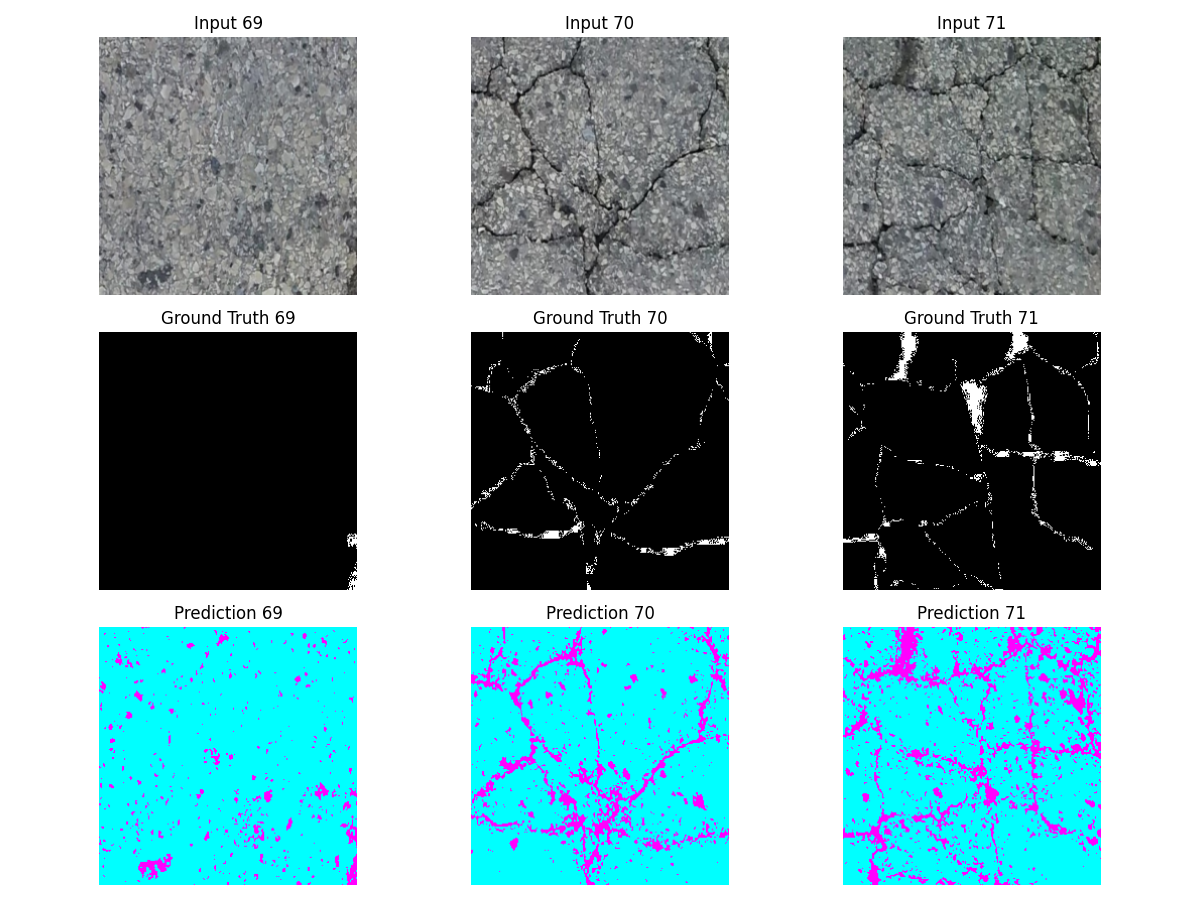 Input 69
Input 70
Input 71
Ground Truth 69
Ground Truth 70
Ground Truth 71
Prediction 69
Prediction 70
Prediction 71